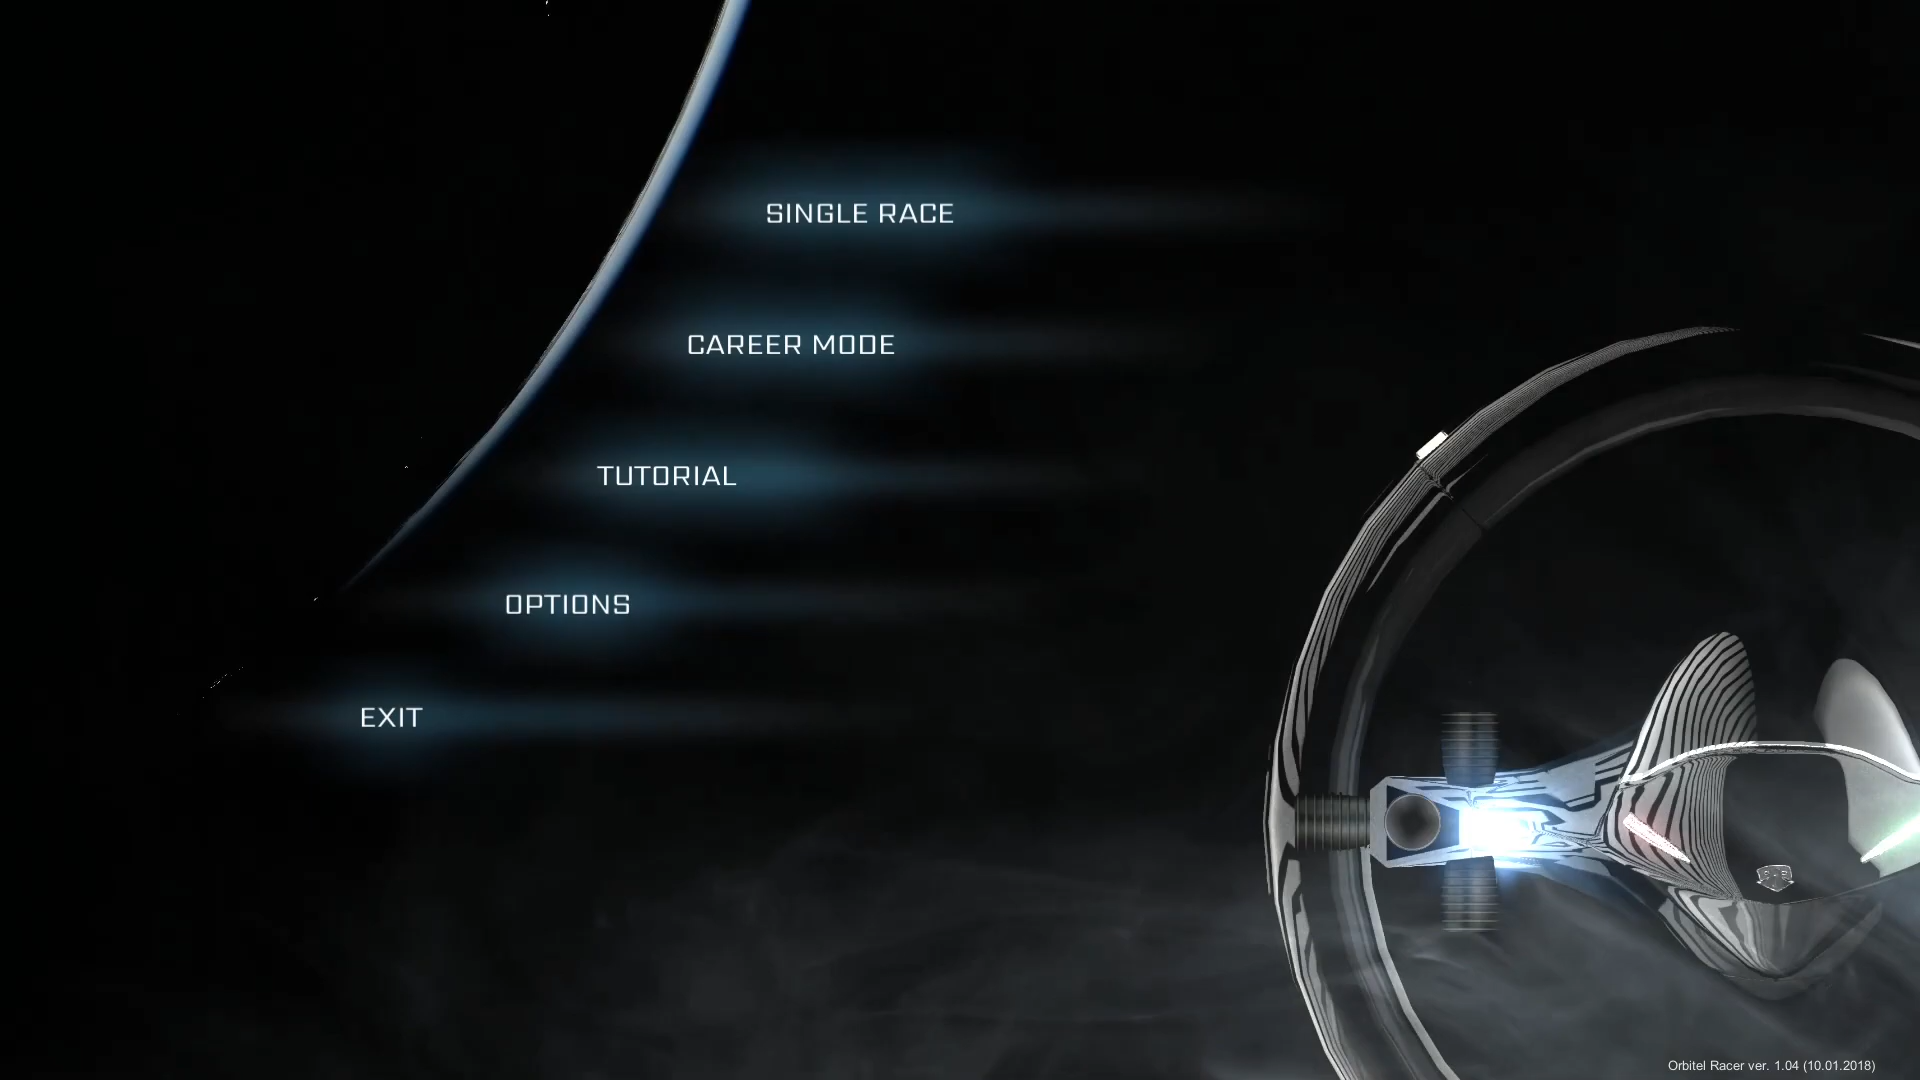 SINGLE RACE
CAREER MODE
TUTORIAL
OPTIONS
EXIT
Orbitel Racer ver. 1.04 (10.01.2018)